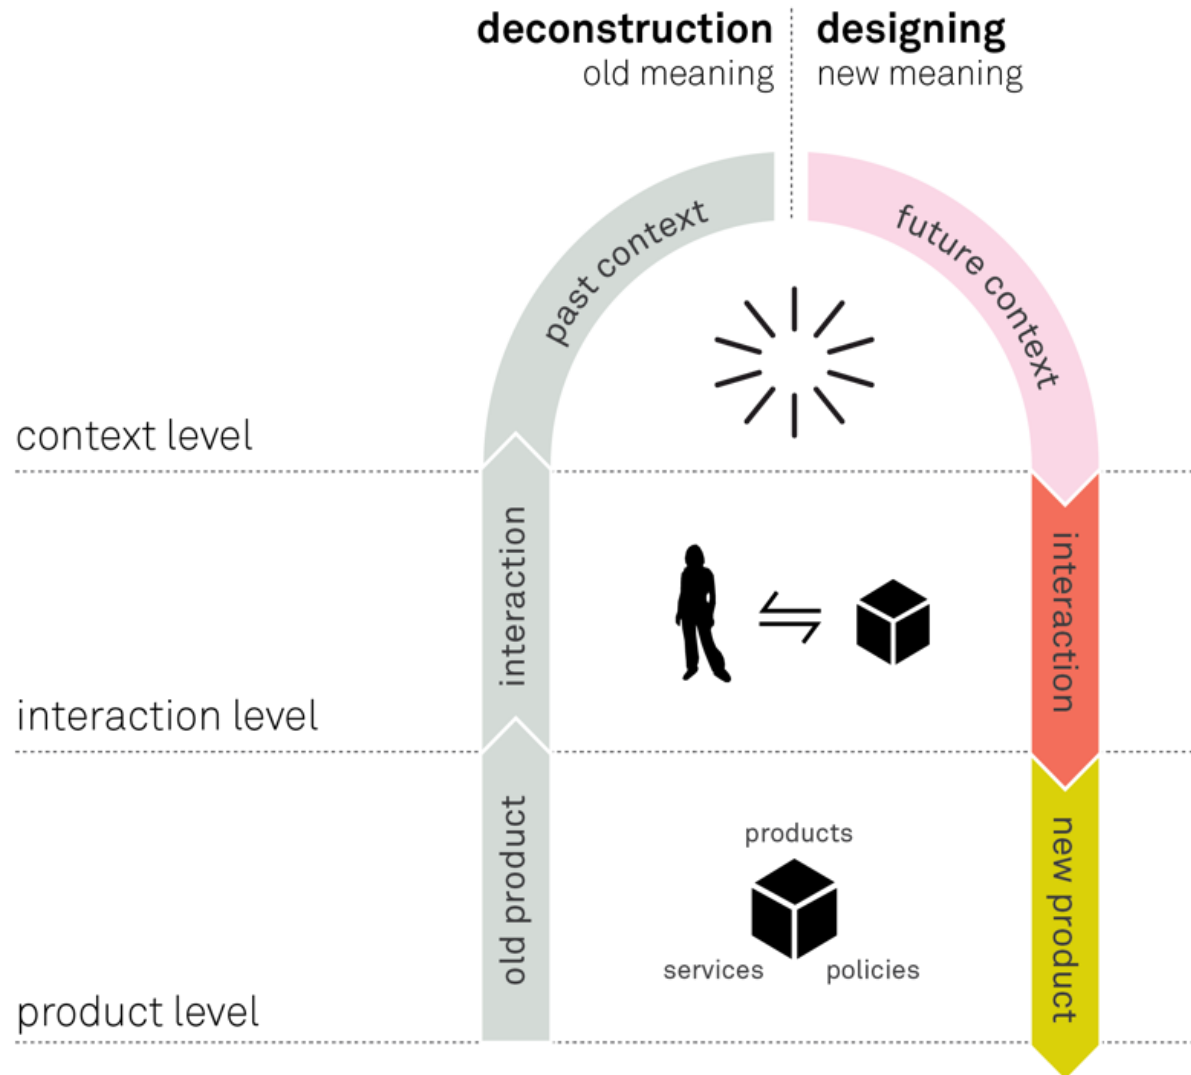 deconstruction
old meaning
designing
new meaning
past context
future context
context level
interaction
interaction
interaction level
old product
products
services
policies
new product
product level